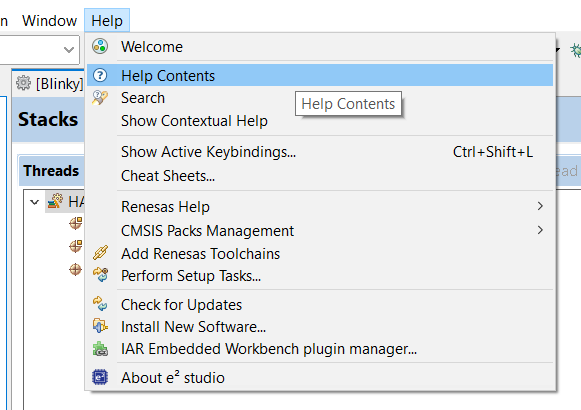 n Window Help
Welcome
[Blinky]
Help Contents
Search
Help Contents
Stacks
Show Contextual Help
Show Active Keybindings... Ctrl+Shift+L
Threads
Cheat Sheets...
ead
HA
Renesas Help
CMSIS Packs Management
Add Renesas Toolchains
Perform Setup Tasks...
Check for Updates
Install New Software...
IAR Embedded Workbench plugin manager...
About e² studio